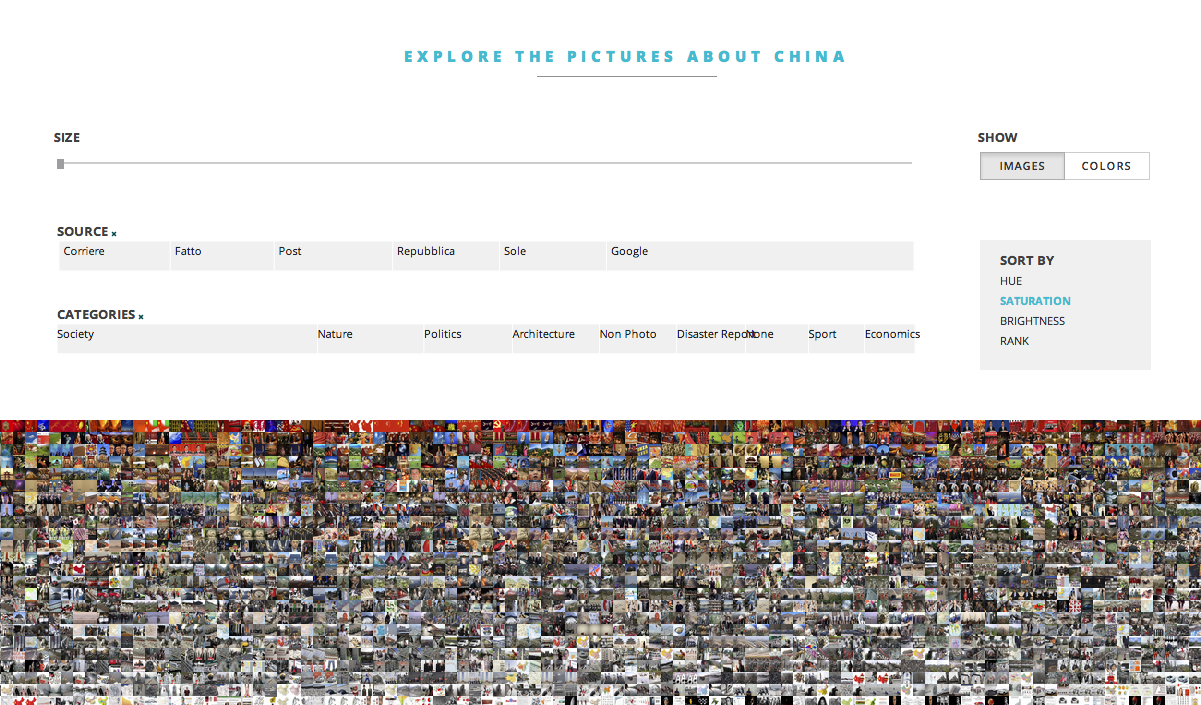 EXPLORE THE PICTURES ABOUT CHINA
SIZE
SHOW
IMAGES COLORS
SOURCE x
Corriere Fatto Post Repubblica Sole Google
SORT BY
HUE
SATURATION
BRIGHTNESS
RANK
CATEGORIES x
Society Nature Politics Architecture Non Photo Disaster Report None Sport Economics